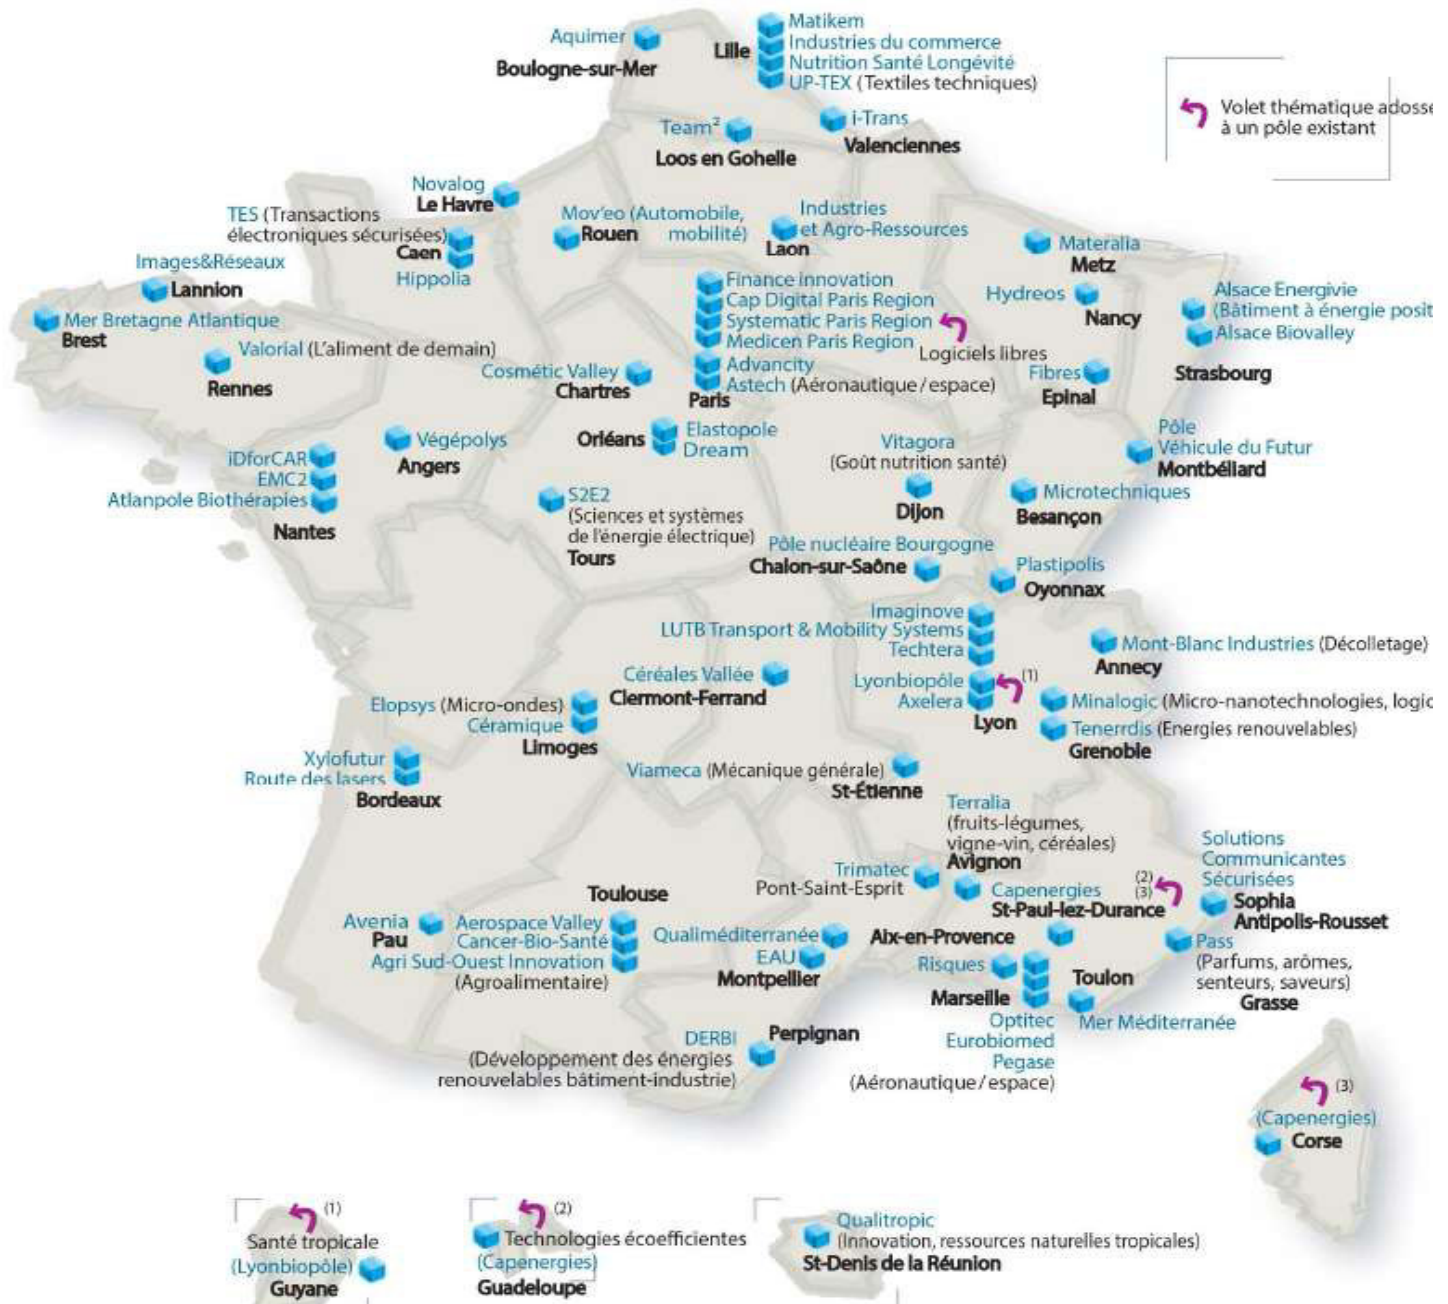 Aquimer
Boulogne-sur-Mer
Lille
Matikem
Industries du commerce
Nutrition Santé Longévité
UP-TEX (Textiles techniques)
Volet thématique adossé
à un pôle existant
Team²
Loos en Gohelle
i-Trans
Valenciennes
Novalog
Le Havre
TES (Transactions
électroniques sécurisées)
Caen
Hippolia
Mov'eo (Automobile,
mobilité)
Rouen
Industries
et Agro-Ressources
Laon
Materalia
Metz
Images&Réseaux
Lannion
Mer Bretagne Atlantique
Brest
Valorial (L'aliment de demain)
Rennes
Finance innovation
Cap Digital Paris Region
Systematic Paris Region
Medicen Paris Region
Logiciels libres
Advancity
Astech (Aéronautique / espace)
Paris
Hydreos
Nancy
Alsace Energivie
(Bâtiment à énergie posit
Alsace Biovalley
Strasbourg
Cosmétic Valley
Chartres
Fibres
Epinal
Végépolys
Angers
Orléans
Elastopole
Dream
Vitagora
(Goût nutrition santé)
Dijon
Pôle
Véhicule du Futur
Montbéliard
iDforCAR
EMC2
Atlanpole Biothérapies
Nantes
S2E2
(Sciences et systèmes
de l'énergie électrique)
Tours
Microtechniques
Besançon
Pôle nucléaire Bourgogne
Chalon-sur-Saône
Plastipolis
Oyonnax
Imaginove
LUTB Transport & Mobility Systems
Techtera
Lyonbiopôle
(1)
Axelera
Lyon
Mont-Blanc Industries (Décolletage)
Annecy
Céréales Vallée
Clermont-Ferrand
Elopsys (Micro-ondes)
Céramique
Limoges
Minalogic (Micro-nanotechnologies, logic
Tenerrdis (Energies renouvelables)
Grenoble
Xylofutur
Route des lasers
Bordeaux
Viameca (Mécanique générale)
St-Étienne
Terralia
(fruits-légumes,
vigne-vin, céréales)
Avignon
Trimatec
Pont-Saint-Esprit
Capenergies
(2)
(3)
St-Paul-lez-Durance
Solutions
Communicantes
Sécurisées
Sophia
Antipolis-Rousset
Toulouse
Avenia
Pau
Aerospace Valley
Cancer-Bio-Santé
Agri Sud-Ouest Innovation
(Agroalimentaire)
Qualiméditerranée
EAU
Montpellier
Aix-en-Provence
Risques
Marseille
Optitec
Eurobiomed
Pegase
(Aéronautique / espace)
Toulon
Mer Méditerranée
Pass
(Parfums, arômes,
senteurs, saveurs)
Grasse
DERBI
(Développement des énergies
renouvelables bâtiment-industrie)
Perpignan
(3)
(Capenergies)
Corse
(1)
Santé tropicale
(Lyonbiopôle)
Guyane
(2)
Technologies écoefficientes
(Capenergies)
Guadeloupe
Qualitropic
(Innovation, ressources naturelles tropicales)
St-Denis de la Réunion